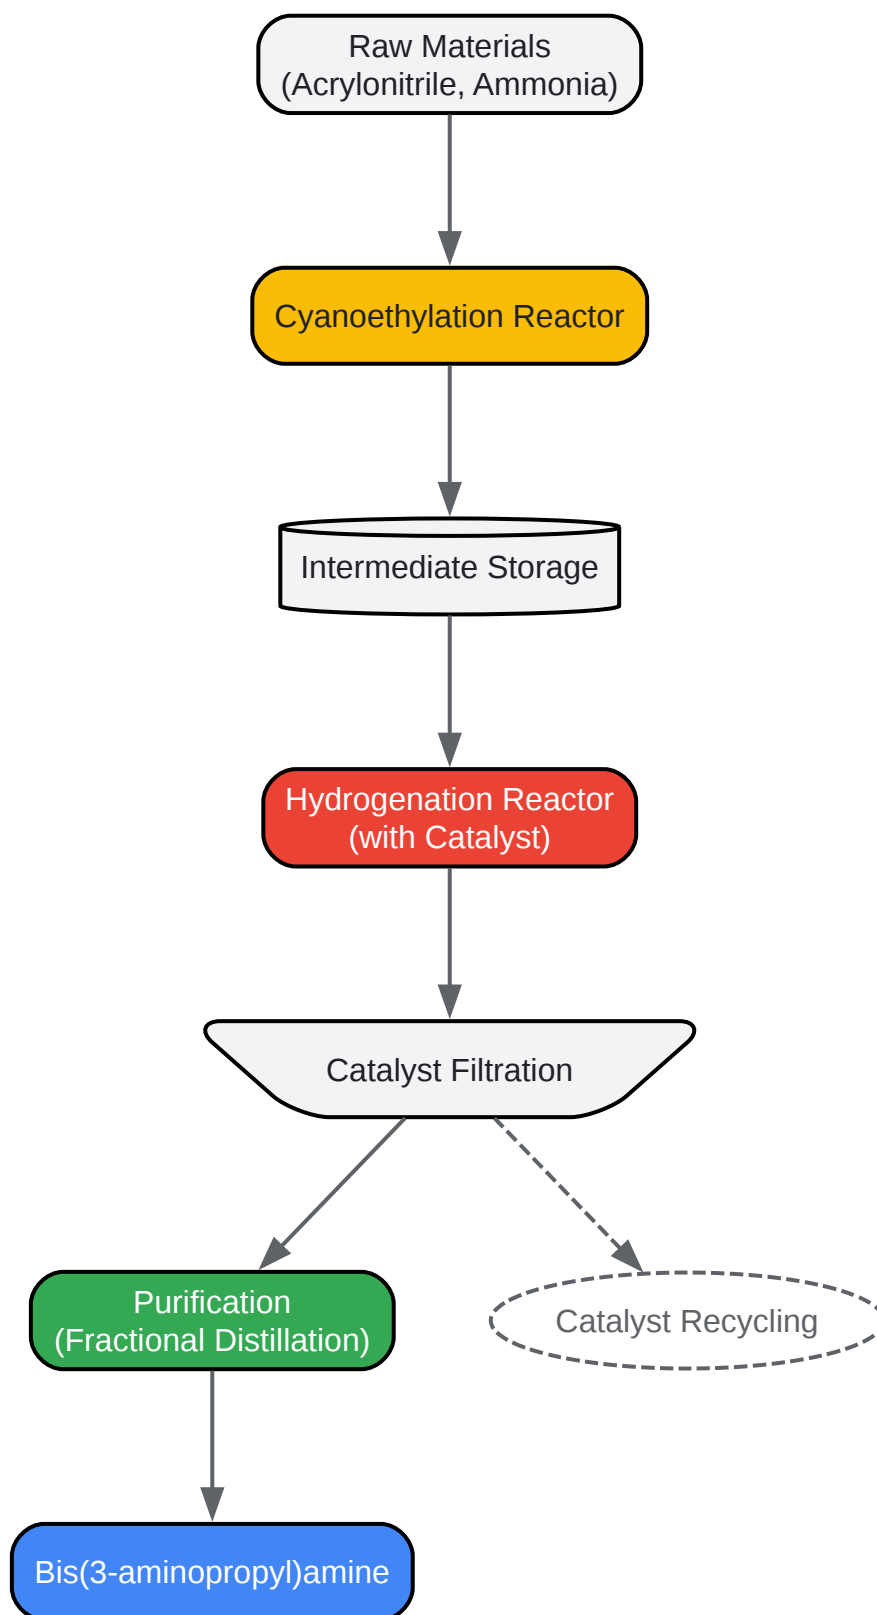 Raw Materials
(Acrylonitrile, Ammonia)
Cyanoethylation Reactor
Intermediate Storage
Hydrogenation Reactor
(with Catalyst)
Catalyst Filtration
Purification
(Fractional Distillation)
Catalyst Recycling
Bis(3-aminopropyl)amine